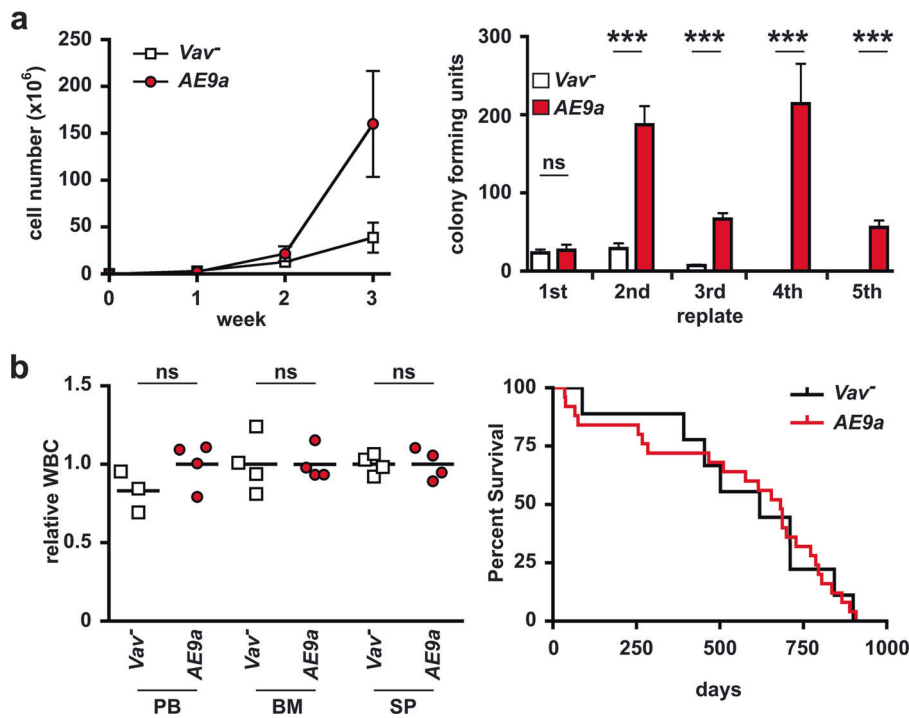 a
cell number (x10⁶)
250
200
150
100
50
0
Vav⁻
AE9a
0 1 2 3
week
colony forming units
300
200
100
0
Vav⁻
AE9a
ns
*** *** *** ***
1st 2nd 3rd 4th 5th
replate
b
relative WBC
1.5
1.0
0.5
0
ns ns ns
Vav⁻ AE9a Vav⁻ AE9a Vav⁻ AE9a
PB BM SP
Percent Survival
100
75
50
25
0
Vav⁻
AE9a
0 250 500 750 1000
days